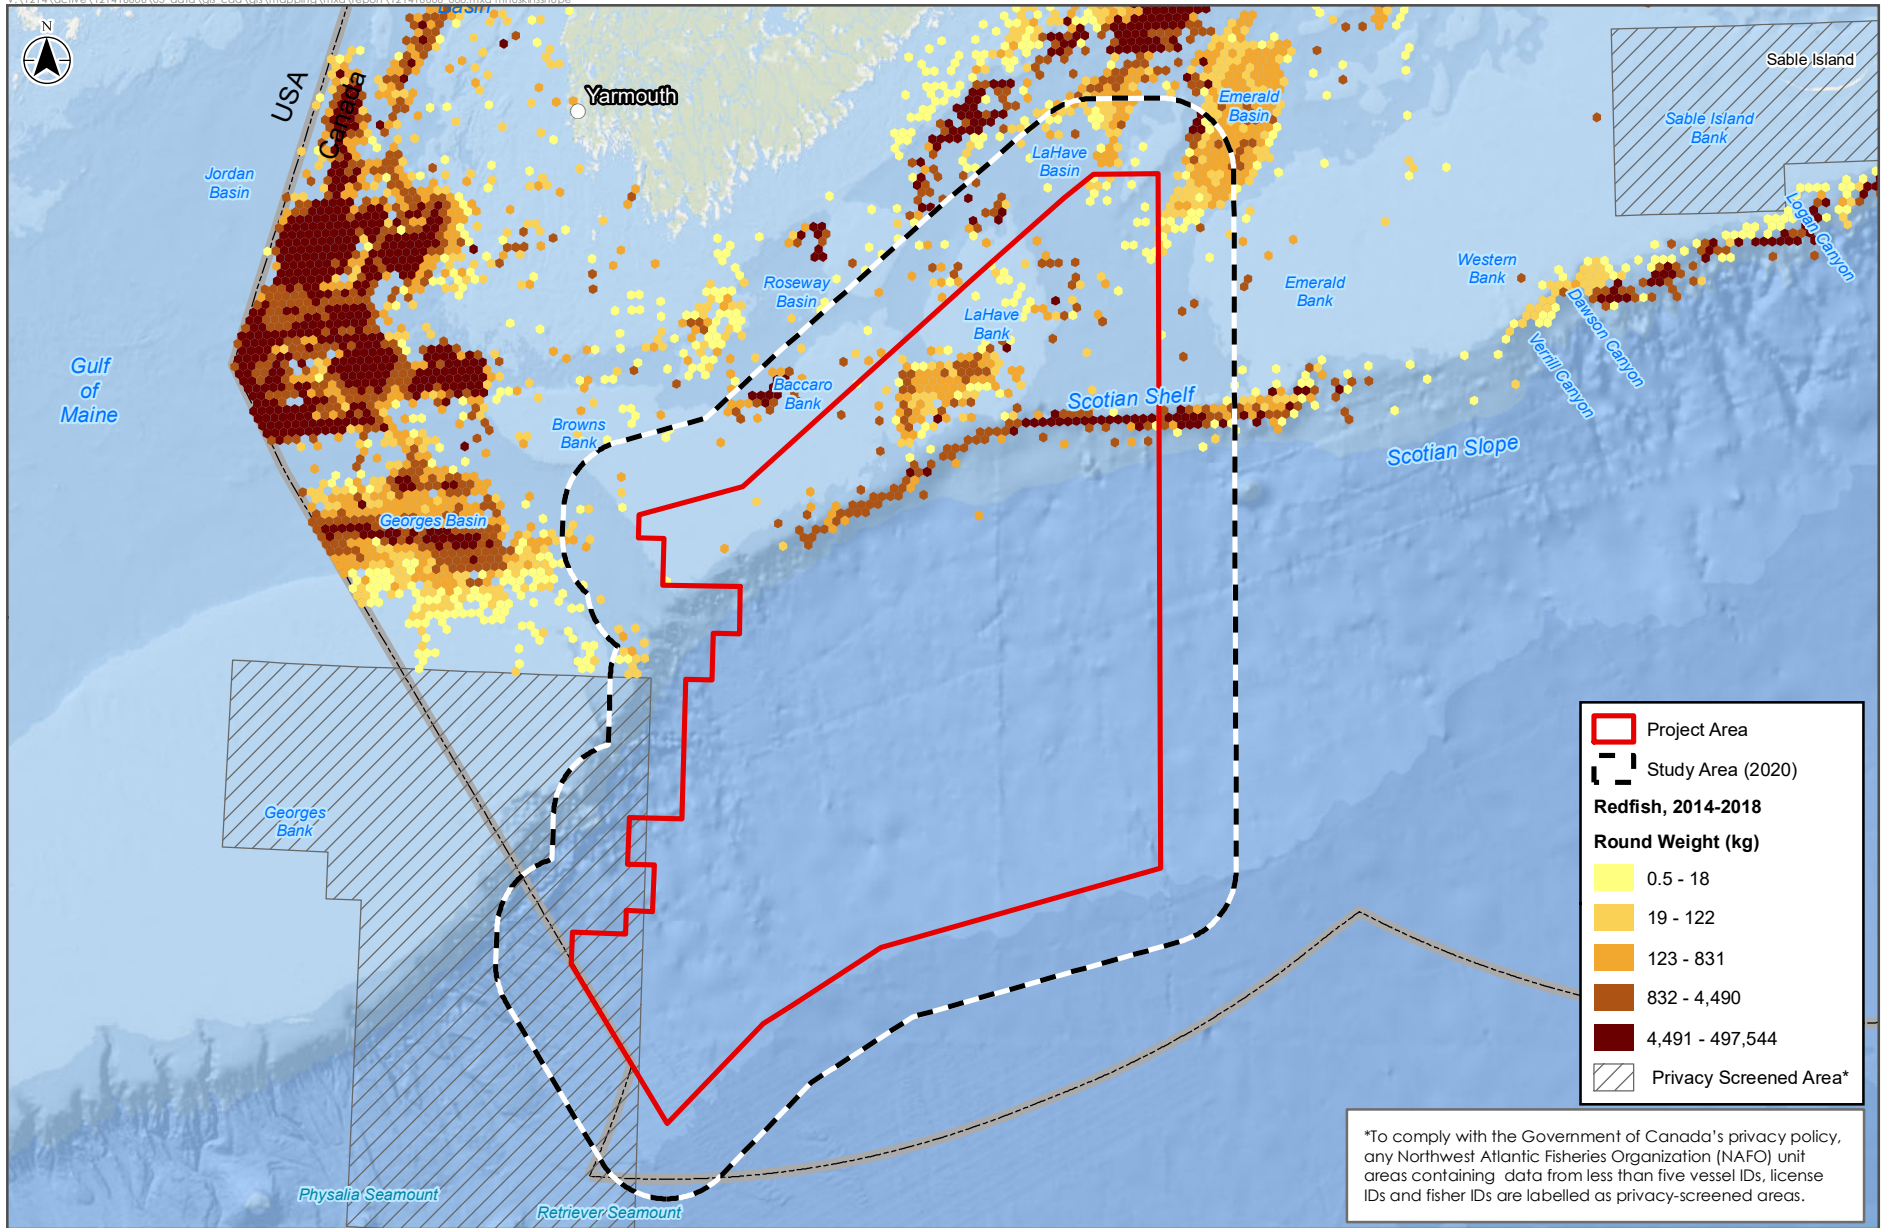 Basin
N
USA
Canada
Yarmouth
Sable Island
Emerald
Basin
Sable Island
Bank
LaHave
Basin
Jordan
Basin
Logan Canyon
Western
Bank
Roseway
Basin
Emerald
Bank
LaHave
Bank
Dawson Canyon
Verrill Canyon
Gulf
of
Maine
Baccaro
Bank
Scotian Shelf
Browns
Bank
Scotian Slope
Georges Basin
Georges
Bank
Physalia Seamount
Retriever Seamount
Project Area
Study Area (2020)
Redfish, 2014-2018
Round Weight (kg)
0.5 - 18
19 - 122
123 - 831
832 - 4,490
4,491 - 497,544
Privacy Screened Area*
*To comply with the Government of Canada's privacy policy,
any Northwest Atlantic Fisheries Organization (NAFO) unit
areas containing data from less than five vessel IDs, license
IDs and fisher IDs are labelled as privacy-screened areas.